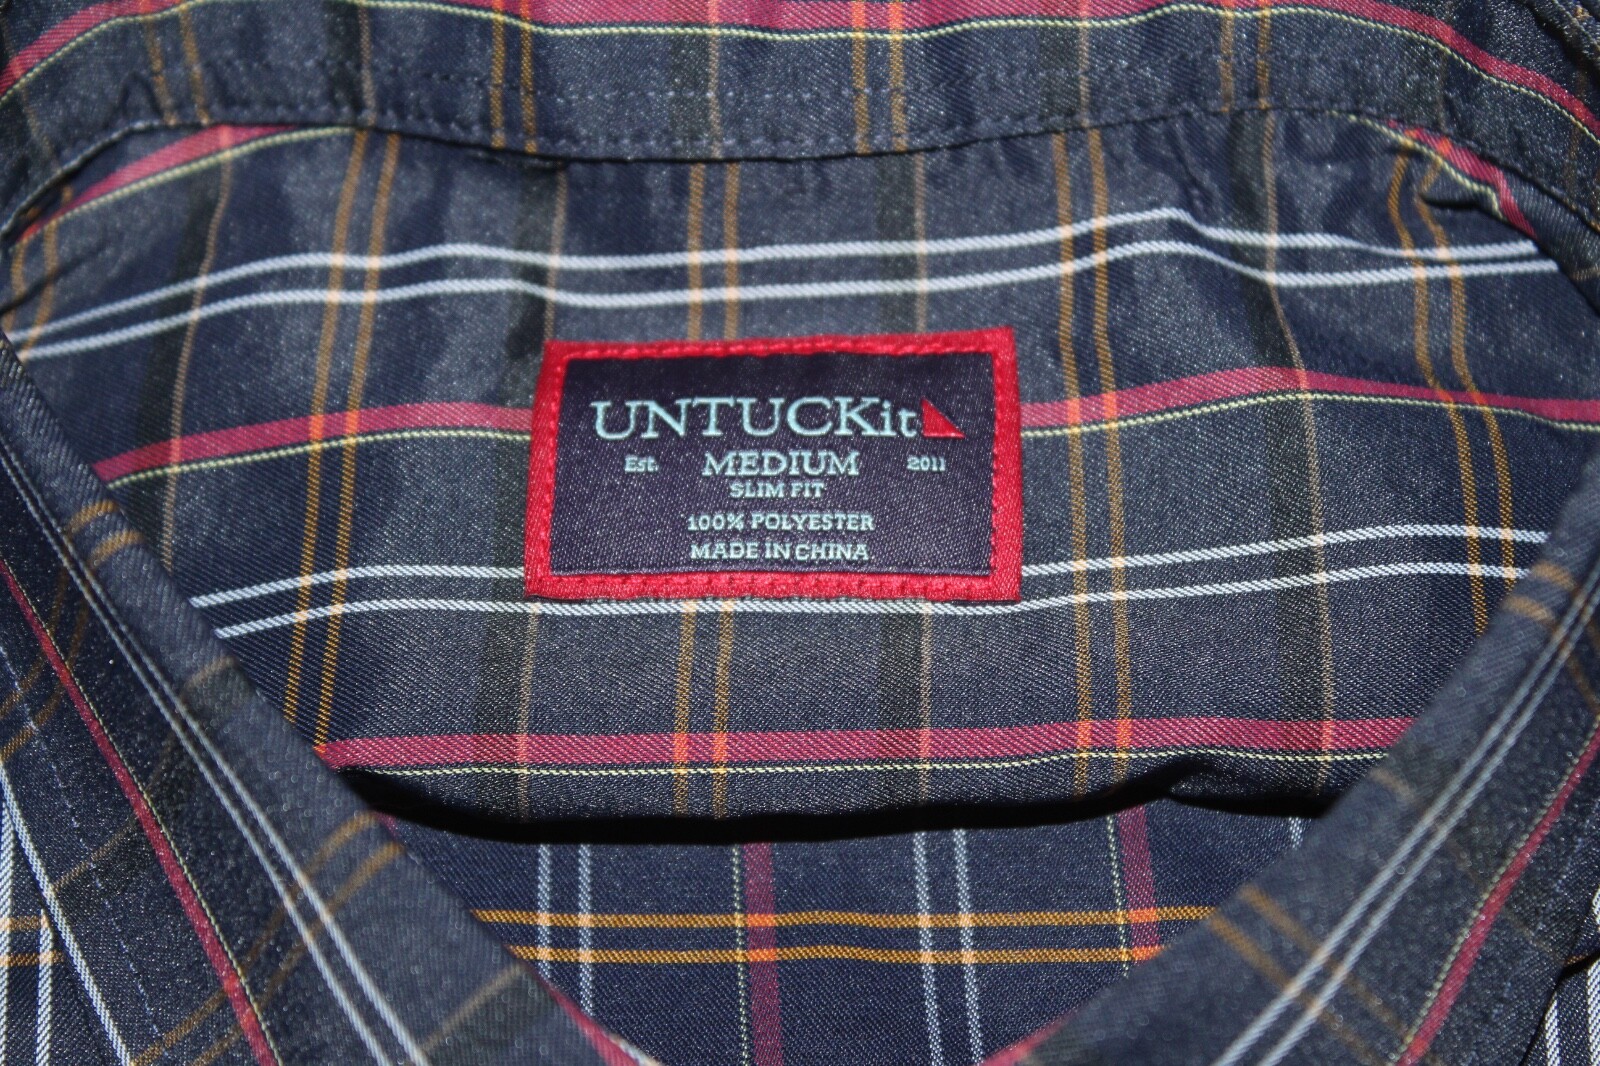 UNTUCKit
Est. MEDIUM 2011
SLIM FIT
100% POLYESTER
MADE IN CHINA